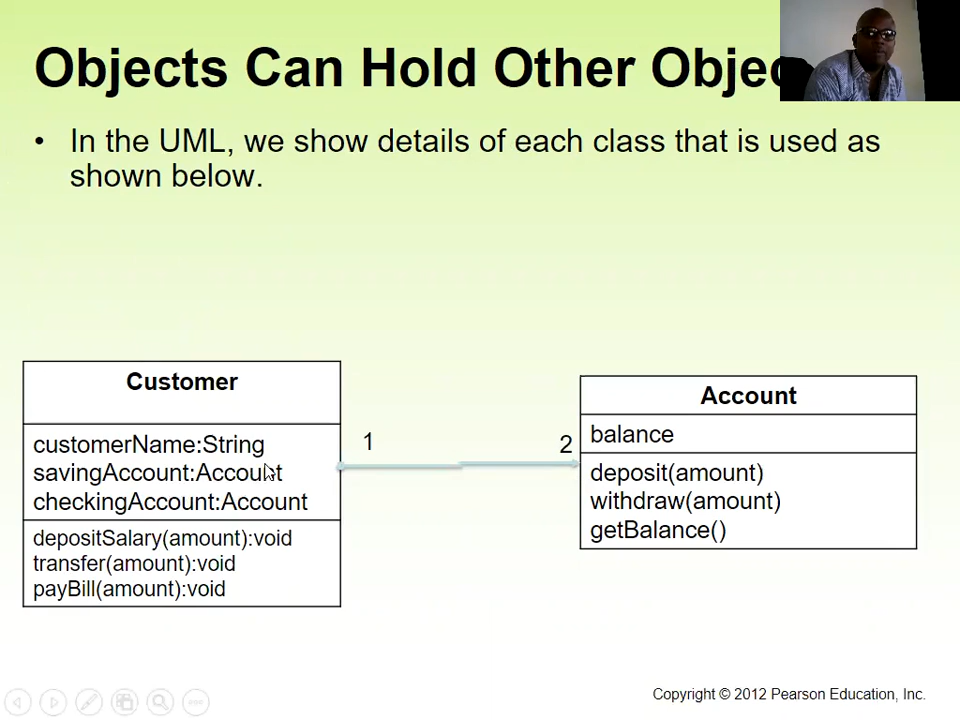 Objects Can Hold Other Objec
• In the UML, we show details of each class that is used as
shown below.
Customer
customerName:String
savingAccount:Account
checkingAccount:Account
depositSalary(amount):void
transfer(amount):void
payBill(amount):void
1
2
Account
balance
deposit(amount)
withdraw(amount)
getBalance()
Copyright © 2012 Pearson Education, Inc.